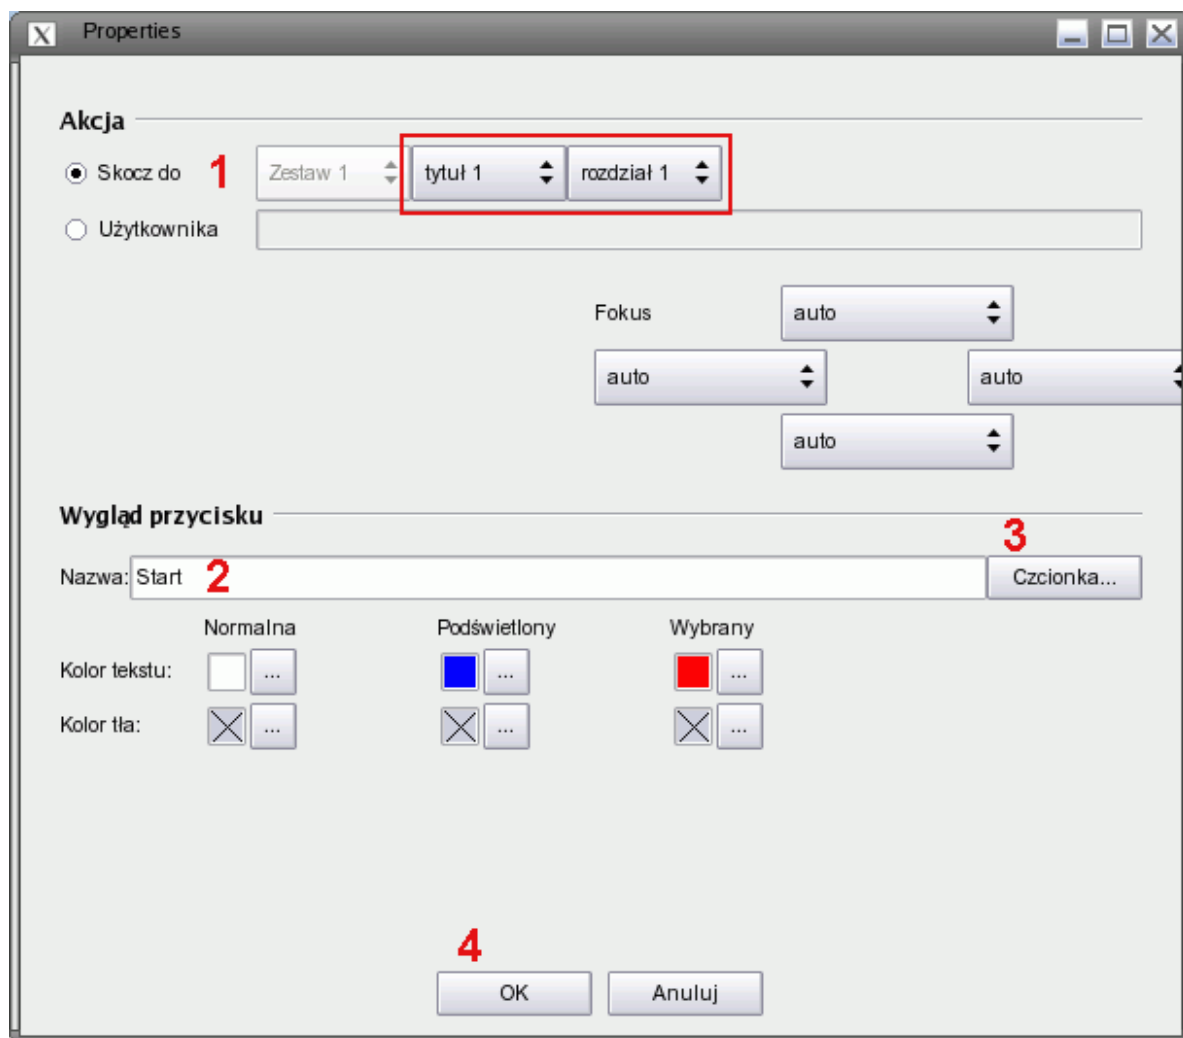 Properties
Akcja
Skocz do 1 Zestaw 1 tytuł 1 rozdział 1
Użytkownika
Fokus auto
auto auto
auto
Wygląd przycisku
3
Nazwa: Start 2 Czcionka...
Normalna Podświetlony Wybrany
Kolor tekstu: ... ... ...
Kolor tła: ... ... ...
4
OK Anuluj